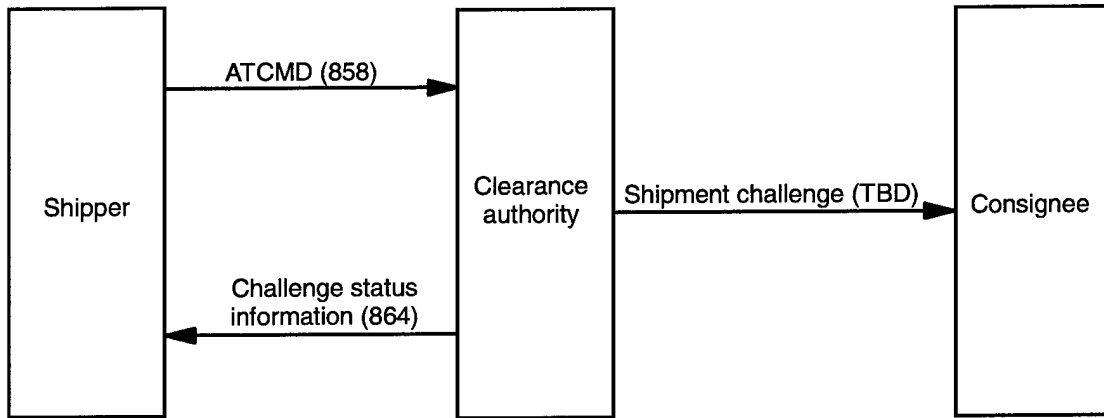 Shipper
ATCMD (858)
Challenge status
information (864)
Clearance
authority
Shipment challenge (TBD)
Consignee